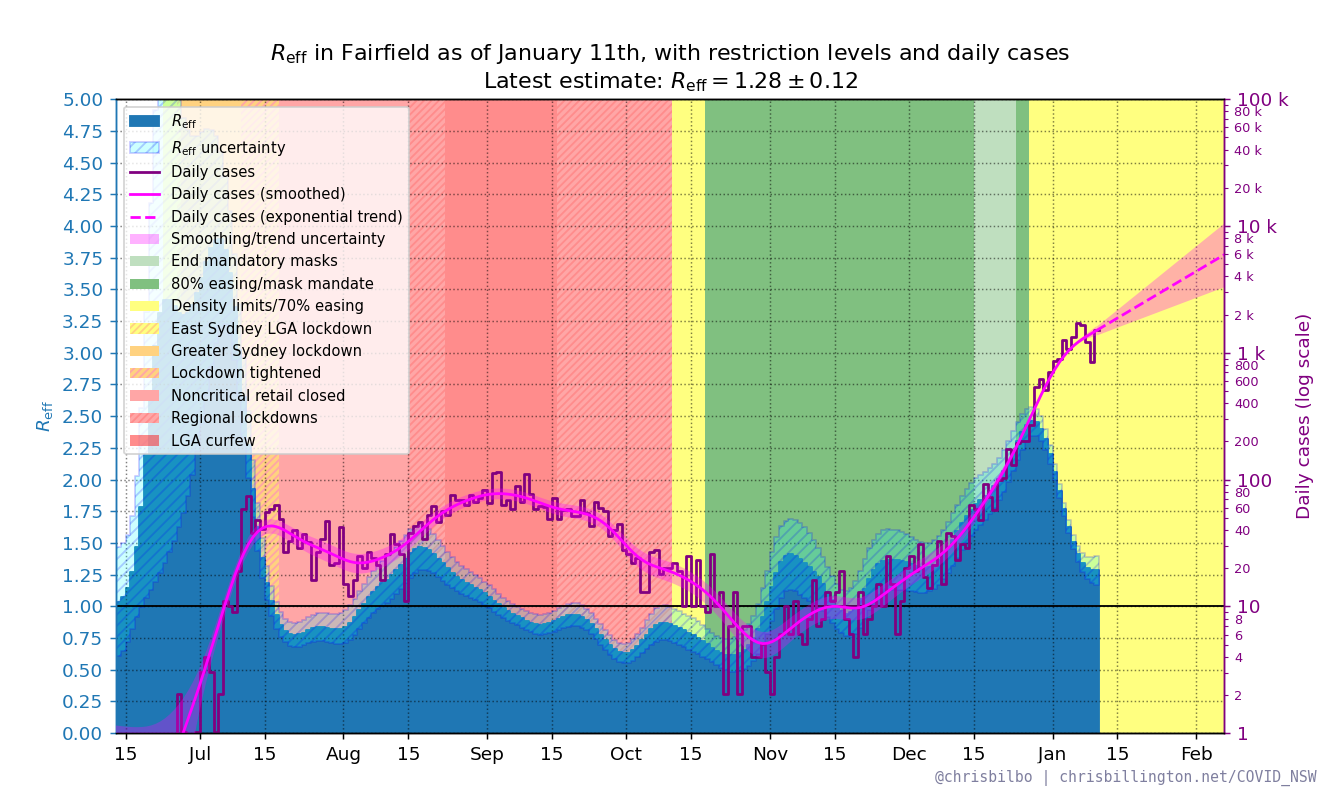 R_eff in Fairfield as of January 11th, with restriction levels and daily cases
Latest estimate: R_eff = 1.28 ± 0.12
R_eff
5.00
4.75
4.50
4.25
4.00
3.75
3.50
3.25
3.00
2.75
2.50
2.25
2.00
1.75
1.50
1.25
1.00
0.75
0.50
0.25
0.00
R_eff
R_eff uncertainty
Daily cases
Daily cases (smoothed)
Daily cases (exponential trend)
Smoothing/trend uncertainty
End mandatory masks
80% easing/mask mandate
Density limits/70% easing
East Sydney LGA lockdown
Greater Sydney lockdown
Lockdown tightened
Noncritical retail closed
Regional lockdowns
LGA curfew
100 k
80 k
60 k
40 k
20 k
10 k
8 k
6 k
4 k
2 k
1 k
800
600
400
200
100
80
60
40
20
10
8
6
4
2
1
Daily cases (log scale)
15 Jul 15 Aug 15 Sep 15 Oct 15 Nov 15 Dec 15 Jan 15 Feb
@chrisbilbo | chrisbillington.net/COVID_NSW